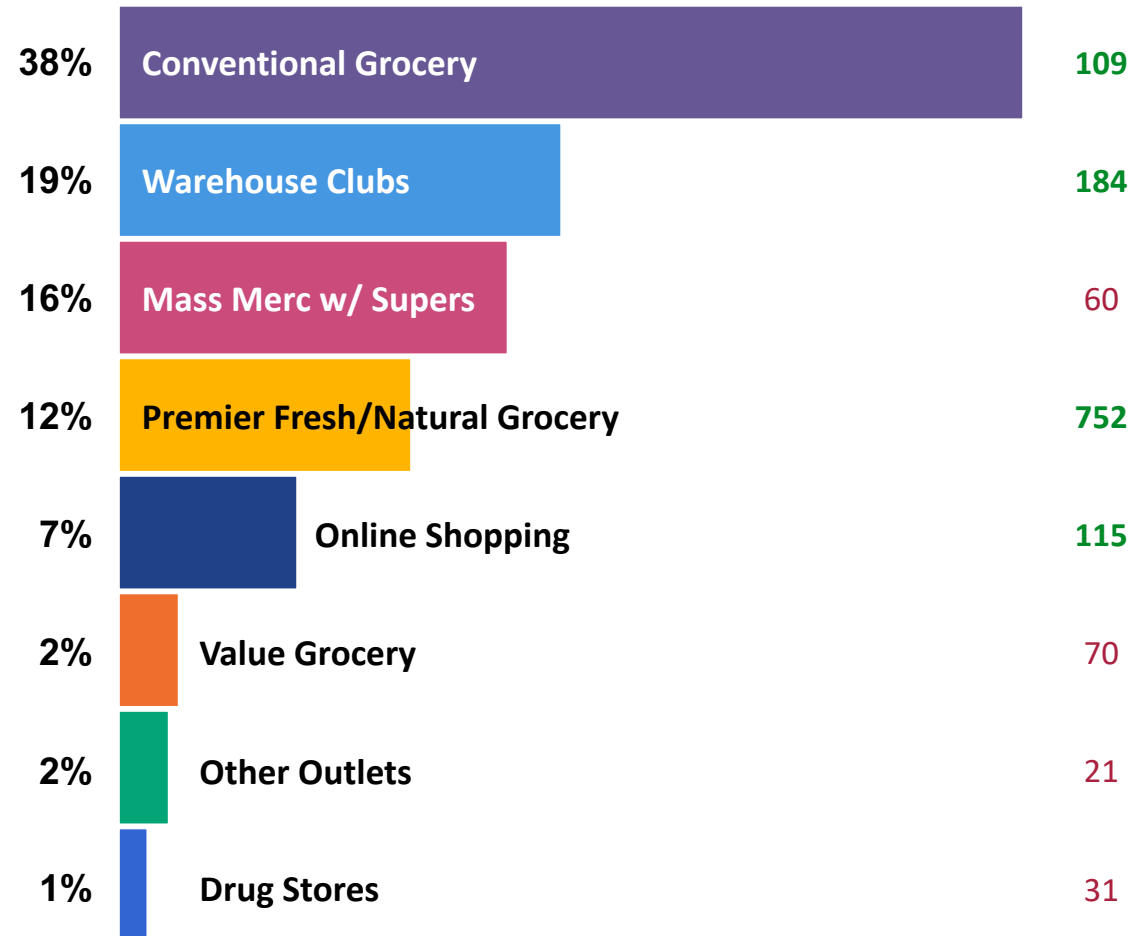 38% Conventional Grocery 109
19% Warehouse Clubs 184
16% Mass Merc w/ Supers 60
12% Premier Fresh/Natural Grocery 752
7% Online Shopping 115
2% Value Grocery 70
2% Other Outlets 21
1% Drug Stores 31